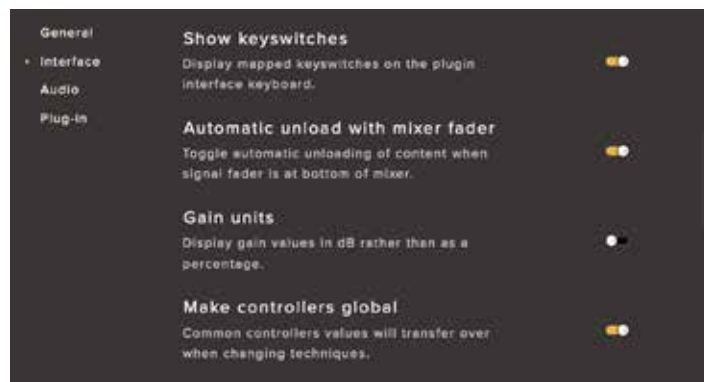 General
Interface
Audio
Plug-in
Show keyswitches
Display mapped keyswitches on the plugin
interface keyboard.
Automatic unload with mixer fader
Toggle automatic unloading of content when
signal fader is at bottom of mixer.
Gain units
Display gain values in dB rather than as a
percentage.
Make controllers global
Common controllers values will transfer over
when changing techniques.